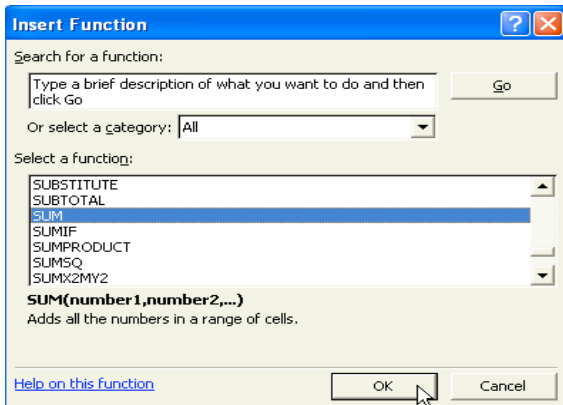 Insert Function
?
X
Search for a function:
Type a brief description of what you want to do and then
click Go
Go
Or select a category: All
Select a function:
SUBSTITUTE
SUBTOTAL
SUM
SUMIF
SUMPRODUCT
SUMSQ
SUMX2MY2
SUM(number1,number2,...)
Adds all the numbers in a range of cells.
Help on this function
OK
Cancel